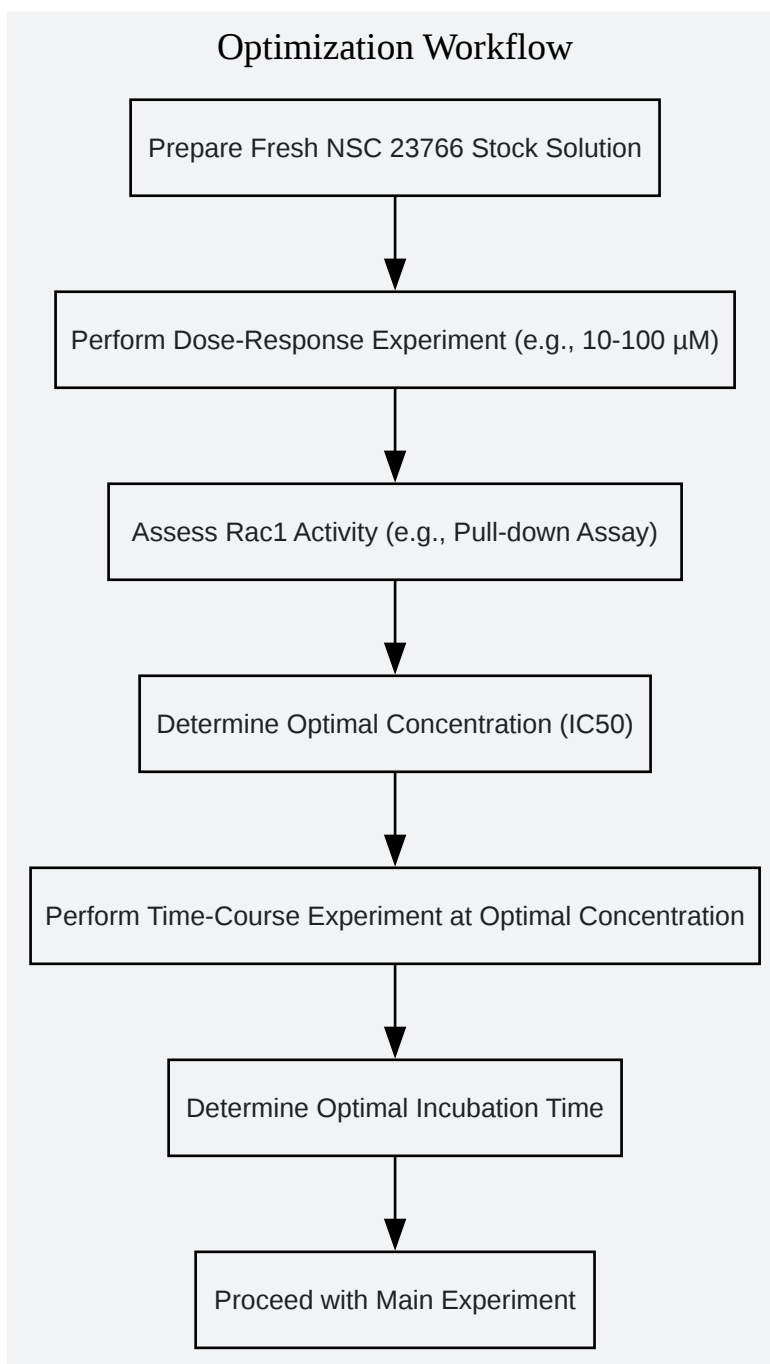 Optimization Workflow
Prepare Fresh NSC 23766 Stock Solution
Perform Dose-Response Experiment (e.g., 10-100 µM)
Assess Rac1 Activity (e.g., Pull-down Assay)
Determine Optimal Concentration (IC50)
Perform Time-Course Experiment at Optimal Concentration
Determine Optimal Incubation Time
Proceed with Main Experiment